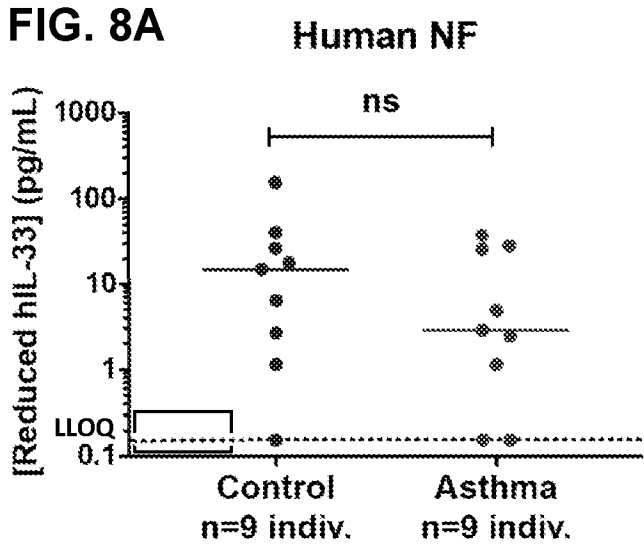 FIG. 8A
Human NF
ns
[Reduced hIL-33] (pg/mL)
1000
100
10
1
LLOQ
0.1
Control
n=9 indiv.
Asthma
n=9 indiv.